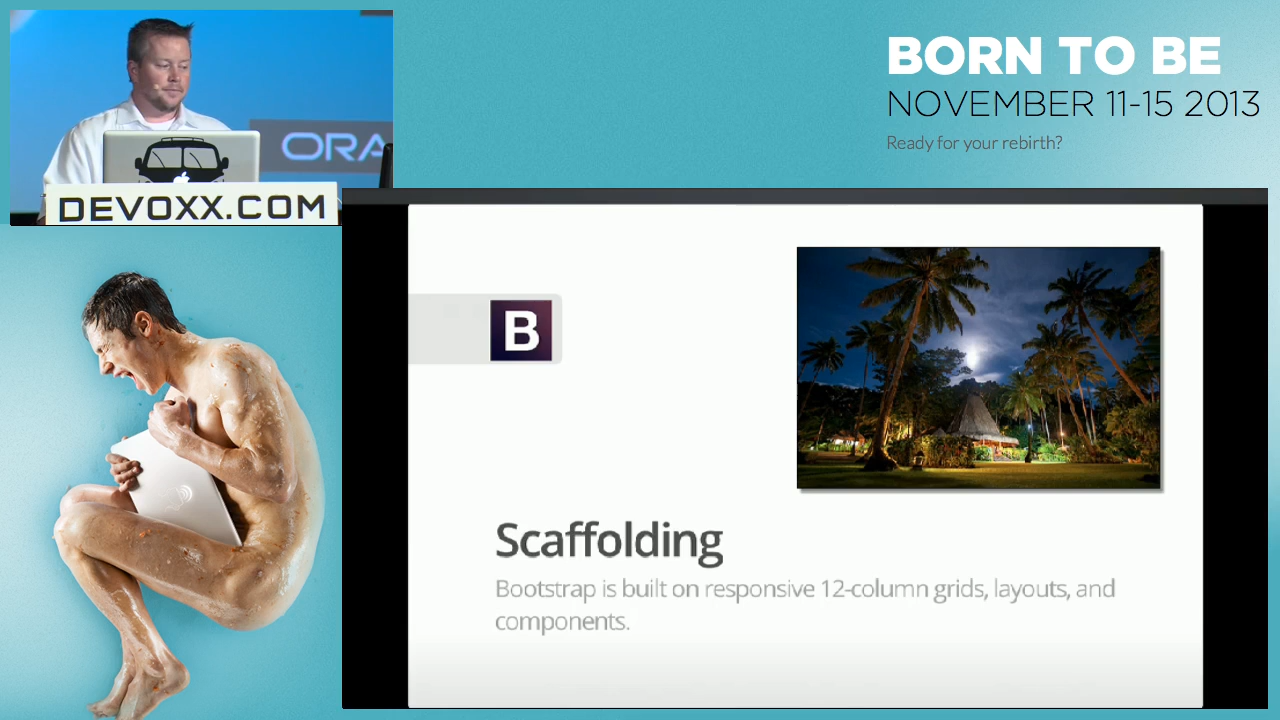 BORN TO BE
NOVEMBER 11-15 2013
Ready for your rebirth?
ORA
DEVOXX.COM
B
Scaffolding
Bootstrap is built on responsive 12-column grids, layouts, and
components.